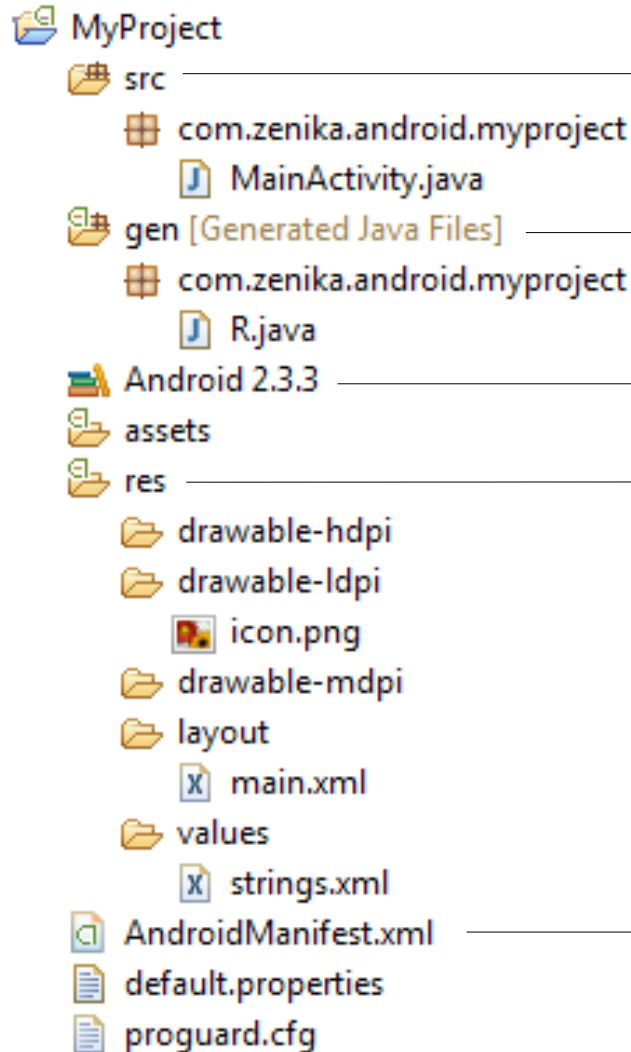 MyProject
src
com.zenika.android.myproject
MainActivity.java
gen [Generated Java Files]
com.zenika.android.myproject
R.java
Android 2.3.3
assets
res
drawable-hdpi
drawable-ldpi
icon.png
drawable-mdpi
layout
main.xml
values
strings.xml
AndroidManifest.xml
default.properties
proguard.cfg